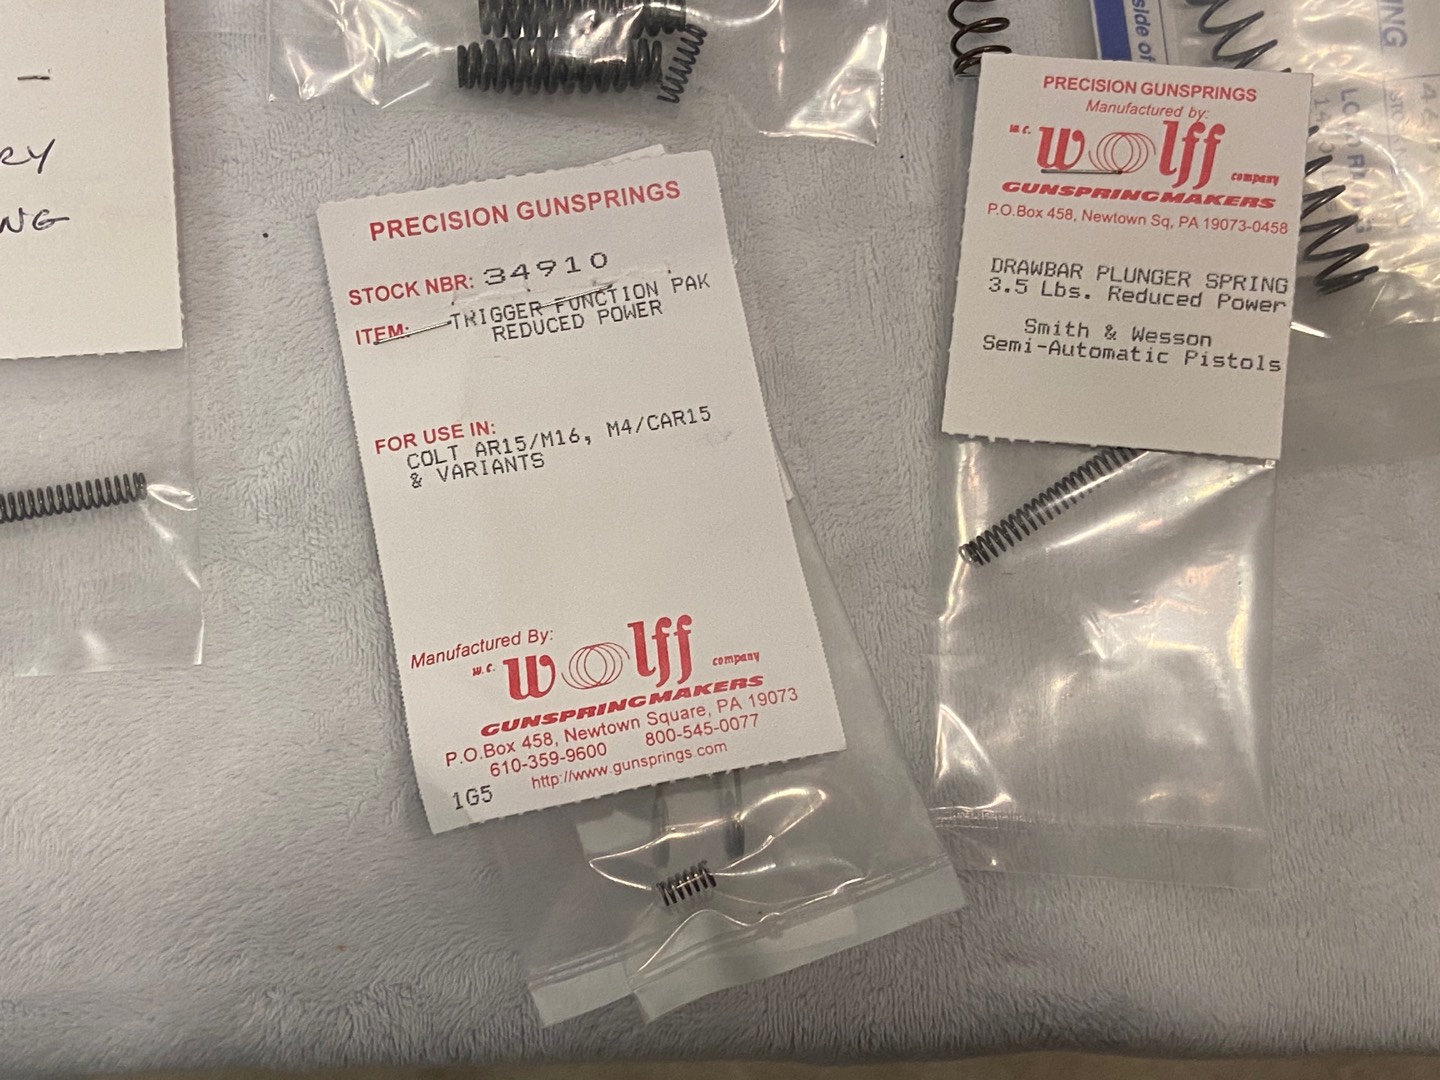 PRECISION GUNSPRINGS
STOCK NBR: 34910
ITEM: TRIGGER FUNCTION PAK
REDUCED POWER
FOR USE IN:
COLT AR15/M16, M4/CAR15
& VARIANTS
Manufactured By:
W.C. Wolff company
GUNSPRINGMAKERS
P.O.Box 458, Newtown Square, PA 19073
610-359-9600 800-545-0077
http://www.gunsprings.com
1G5
PRECISION GUNSPRINGS
Manufactured by:
W.C. Wolff company
GUNSPRINGMAKERS
P.O.Box 458, Newtown Sq, PA 19073-0458
DRAWBAR PLUNGER SPRING
3.5 Lbs. Reduced Power
Smith & Wesson
Semi-Automatic Pistols
side of